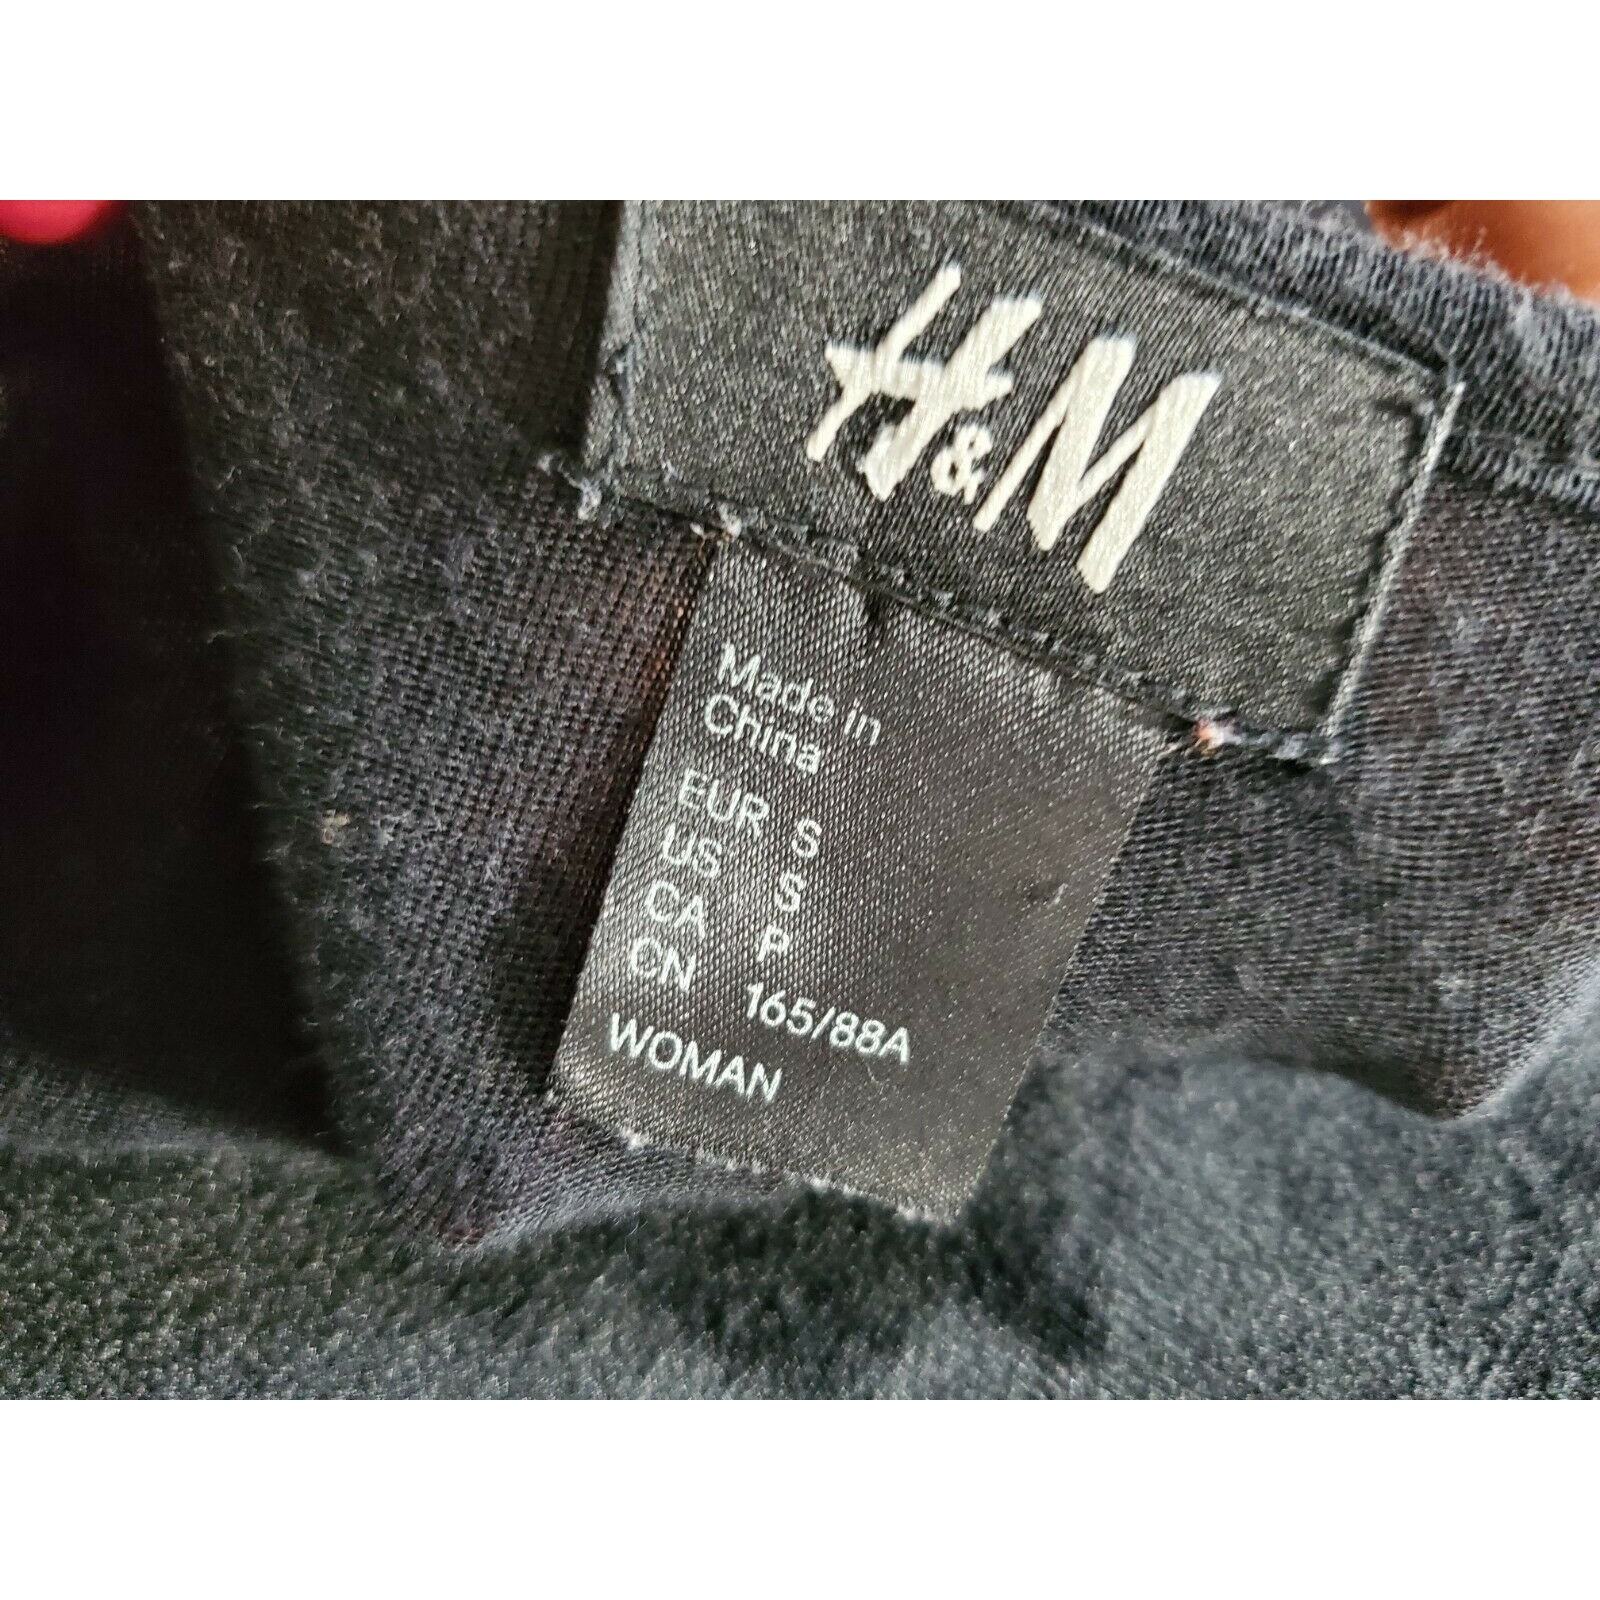 H&M
Made in
China
EUR S
US S
CA P
CN 165/88A
WOMAN